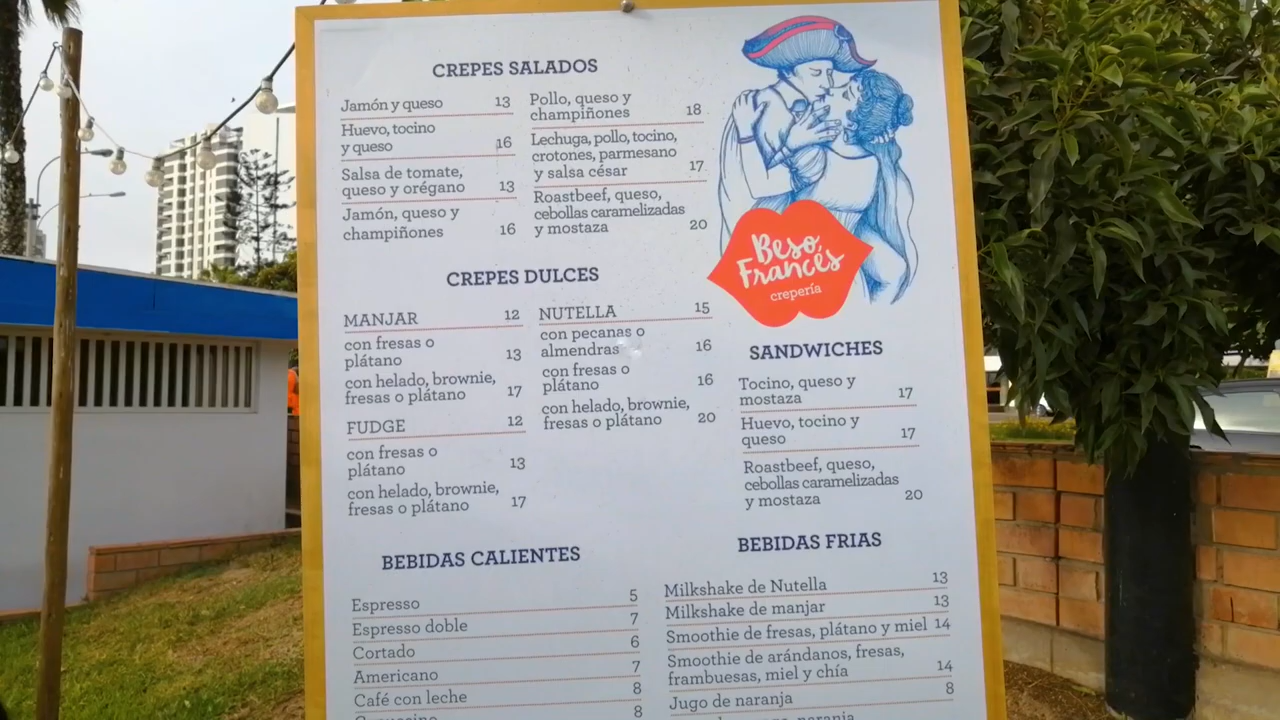 CREPES SALADOS
Jamón y queso 13
Huevo, tocino
y queso 16
Salsa de tomate,
queso y orégano 13
Jamón, queso y
champiñones 16
Pollo, queso y
champiñones 18
Lechuga, pollo, tocino,
crotones, parmesano
y salsa césar 17
Roastbeef, queso,
cebollas caramelizadas
y mostaza 20
Beso
Francés
crepería
CREPES DULCES
MANJAR 12
con fresas o
plátano 13
con helado, brownie,
fresas o plátano 17
FUDGE 12
con fresas o
plátano 13
con helado, brownie,
fresas o plátano 17
NUTELLA 15
con pecanas o
almendras 16
con fresas o
plátano 16
con helado, brownie,
fresas o plátano 20
SANDWICHES
Tocino, queso y
mostaza 17
Huevo, tocino y
queso 17
Roastbeef, queso,
cebollas caramelizadas
y mostaza 20
BEBIDAS CALIENTES
Espresso 5
Espresso doble 7
Cortado 6
Americano 7
Café con leche 8
8
BEBIDAS FRIAS
Milkshake de Nutella 13
Milkshake de manjar 13
Smoothie de fresas, plátano y miel 14
Smoothie de arándanos, fresas,
frambuesas, miel y chía 14
Jugo de naranja 8
naranja